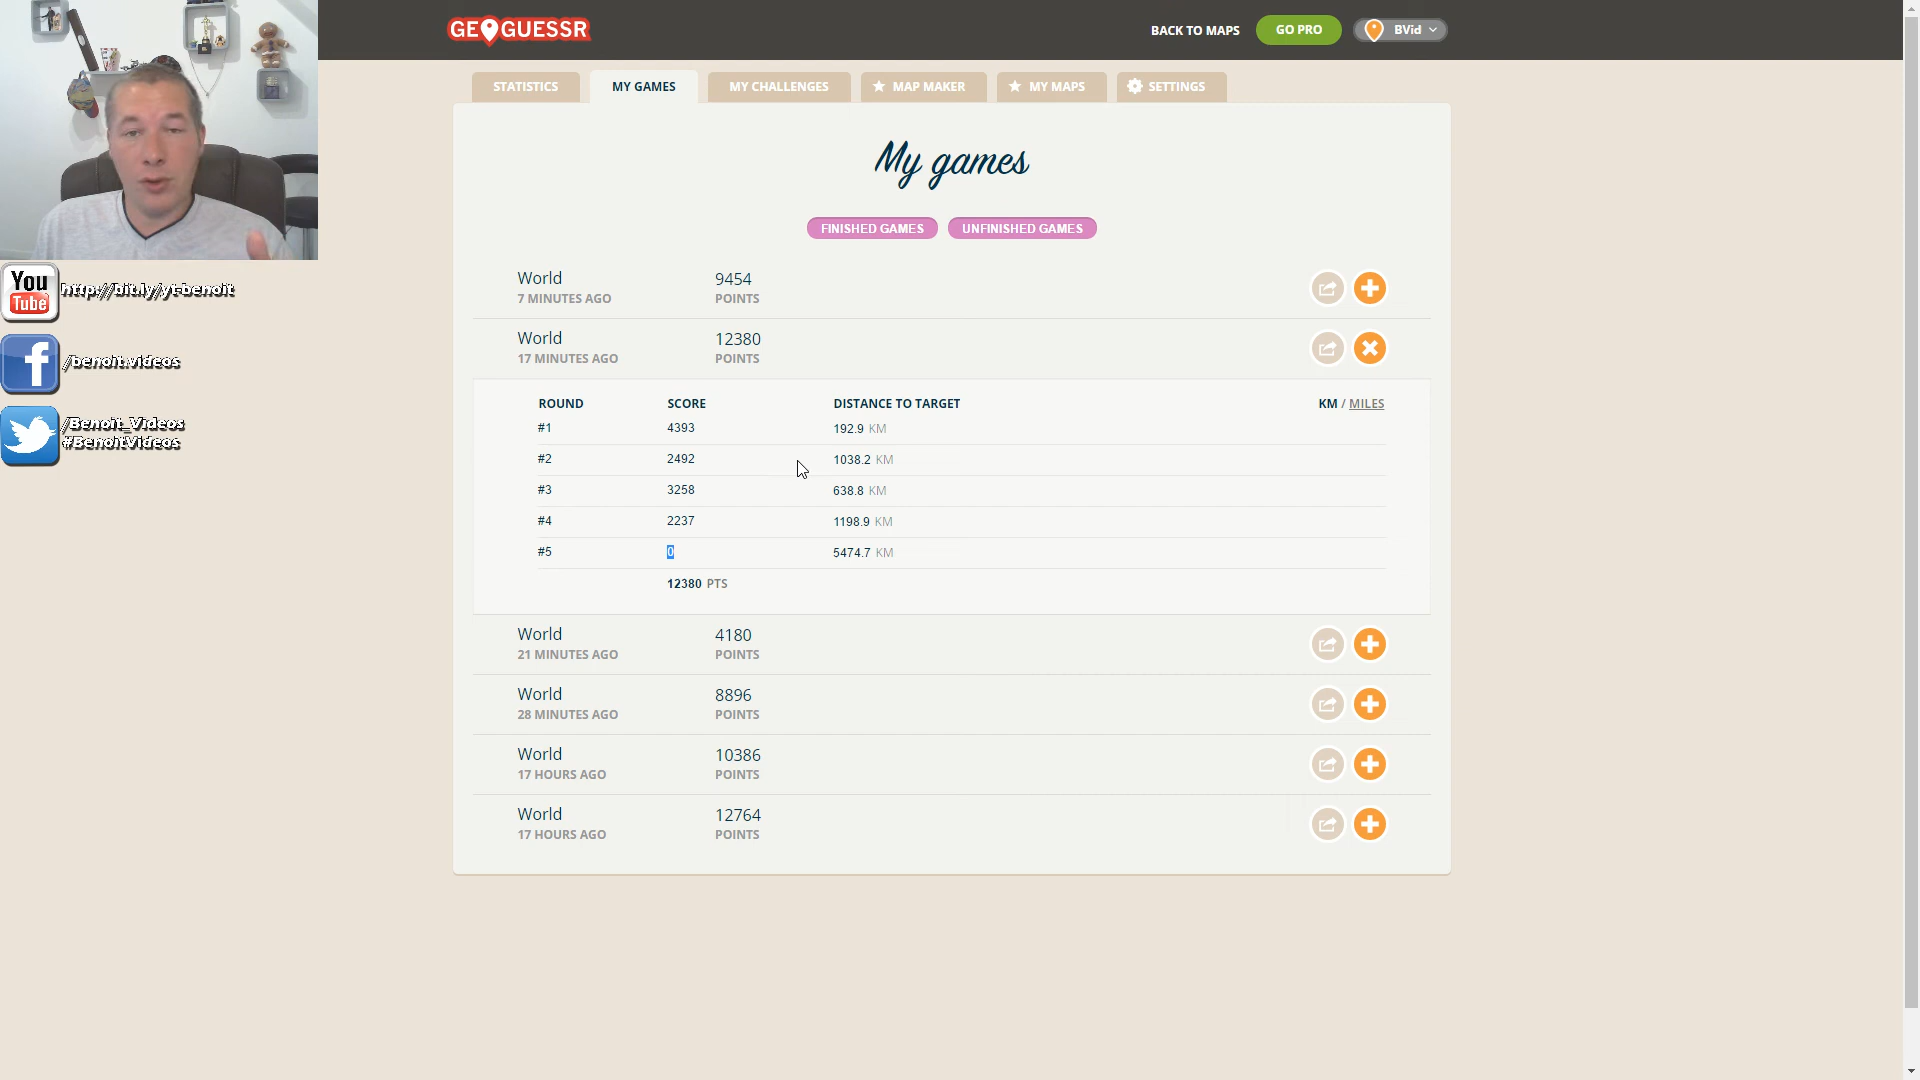 GEOGUESSR
BACK TO MAPS
GO PRO
BVid
STATISTICS
MY GAMES
MY CHALLENGES
MAP MAKER
MY MAPS
SETTINGS
My games
FINISHED GAMES
UNFINISHED GAMES
You
Tube
http://bit.ly/yt-benoit
/benoit.videos
/Benoit_Videos
#BenoitVideos
World 9454
7 MINUTES AGO POINTS
World 12380
17 MINUTES AGO POINTS
ROUND SCORE DISTANCE TO TARGET KM / MILES
#1 4393 192.9 KM
#2 2492 1038.2 KM
#3 3258 638.8 KM
#4 2237 1198.9 KM
#5 0 5474.7 KM
12380 PTS
World 4180
21 MINUTES AGO POINTS
World 8896
28 MINUTES AGO POINTS
World 10386
17 HOURS AGO POINTS
World 12764
17 HOURS AGO POINTS